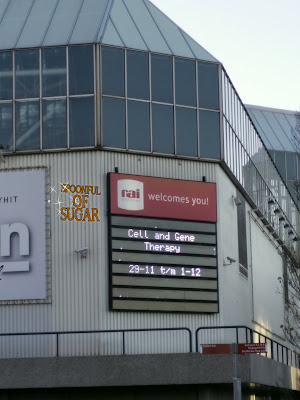 SPOONFUL
OF
SUGAR
rai
welcomes you!
Cell and Gene
Therapy
29-11 t/m 1-12